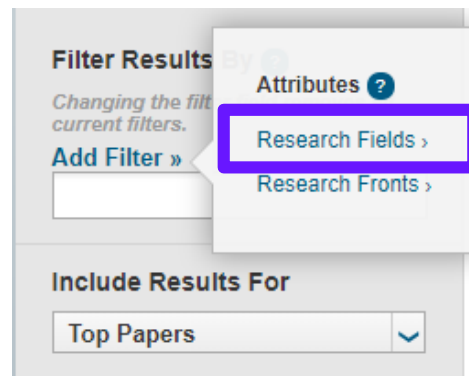 Filter Results By ?
Changing the filt
current filters.
Add Filter »
Attributes ?
Research Fields ›
Research Fronts ›
Include Results For
Top Papers